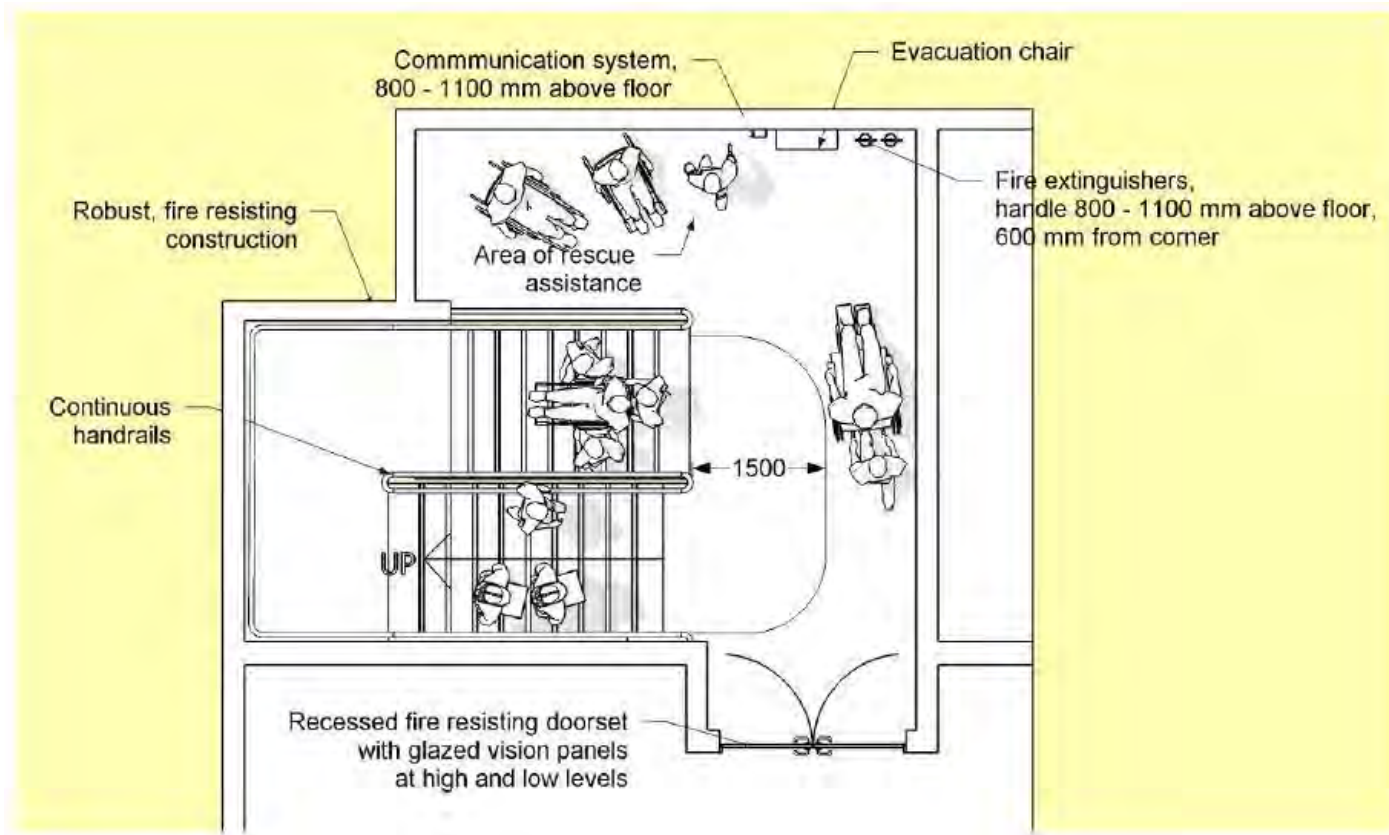 Commmunication system,
800 - 1100 mm above floor
Evacuation chair
Robust, fire resisting
construction
Fire extinguishers,
handle 800 - 1100 mm above floor,
600 mm from corner
Area of rescue
assistance
Continuous
handrails
1500
UP
Recessed fire resisting doorset
with glazed vision panels
at high and low levels